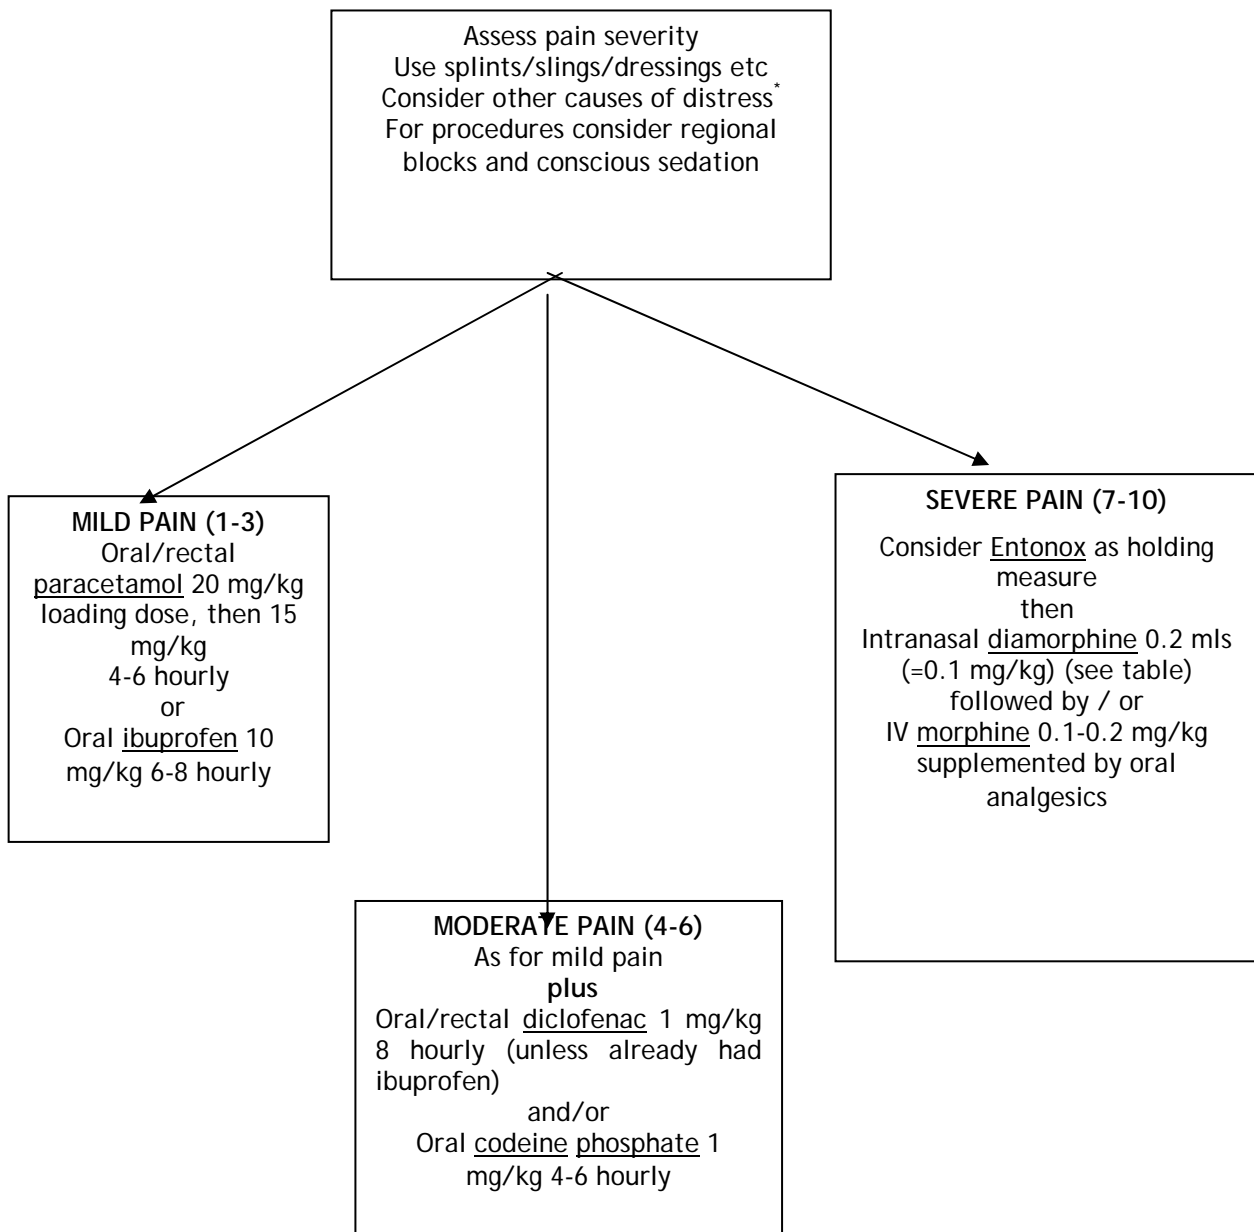 Assess pain severity
Use splints/slings/dressings etc
Consider other causes of distress*
For procedures consider regional
blocks and conscious sedation
MILD PAIN (1-3)
Oral/rectal
paracetamol 20 mg/kg
loading dose, then 15
mg/kg
4-6 hourly
or
Oral ibuprofen 10
mg/kg 6-8 hourly
SEVERE PAIN (7-10)
Consider Entonox as holding
measure
then
Intranasal diamorphine 0.2 mls
(=0.1 mg/kg) (see table)
followed by / or
IV morphine 0.1-0.2 mg/kg
supplemented by oral
analgesics
MODERATE PAIN (4-6)
As for mild pain
plus
Oral/rectal diclofenac 1 mg/kg
8 hourly (unless already had
ibuprofen)
and/or
Oral codeine phosphate 1
mg/kg 4-6 hourly